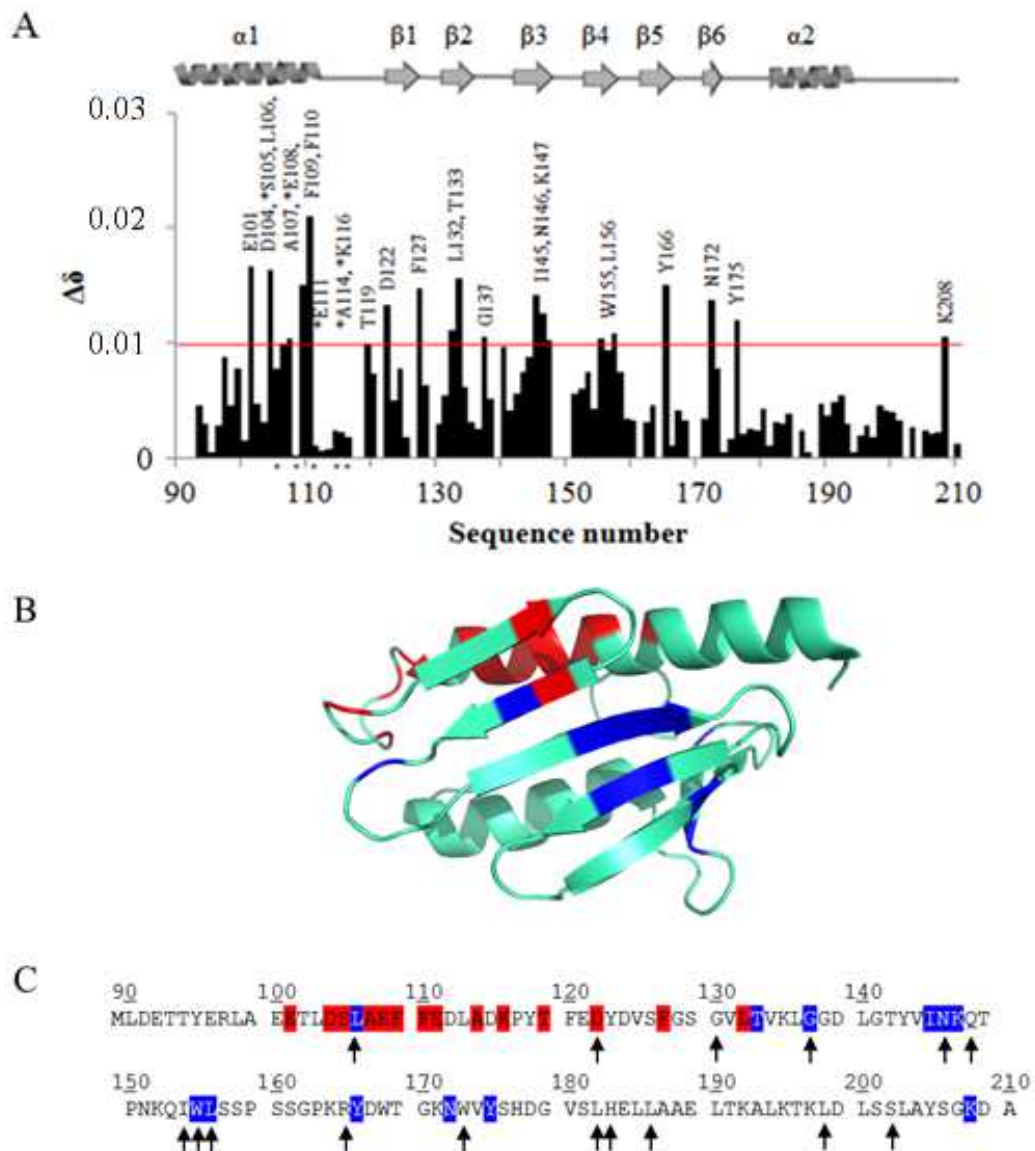 A
α1 β1 β2 β3 β4 β5 β6 α2
0.03
0.02
0.01
0
Δδ
E101
D104, *S105, L106,
A107, *E108,
F109, F110
*E111
*A114, *K116
T119
D122
F127
L132, T133
G137
I145, N146, K147
W155, L156
Y166
N172
Y175
K208
* * * * *
90 110 130 150 170 190 210
Sequence number
B
C
90 100 110 120 130 140
MLDETTYERLA EETLDSLAEF FEDLADKPYT FEDYDVSFGS GVLTVKLGGD LGTYVINKQT
150 160 170 180 190 200 210
PNKQIWLSSP SSGPKRYDWT GKNWVYSHDG VSLHELLAAE LTKALKTKLD LSSLAYSGKD A